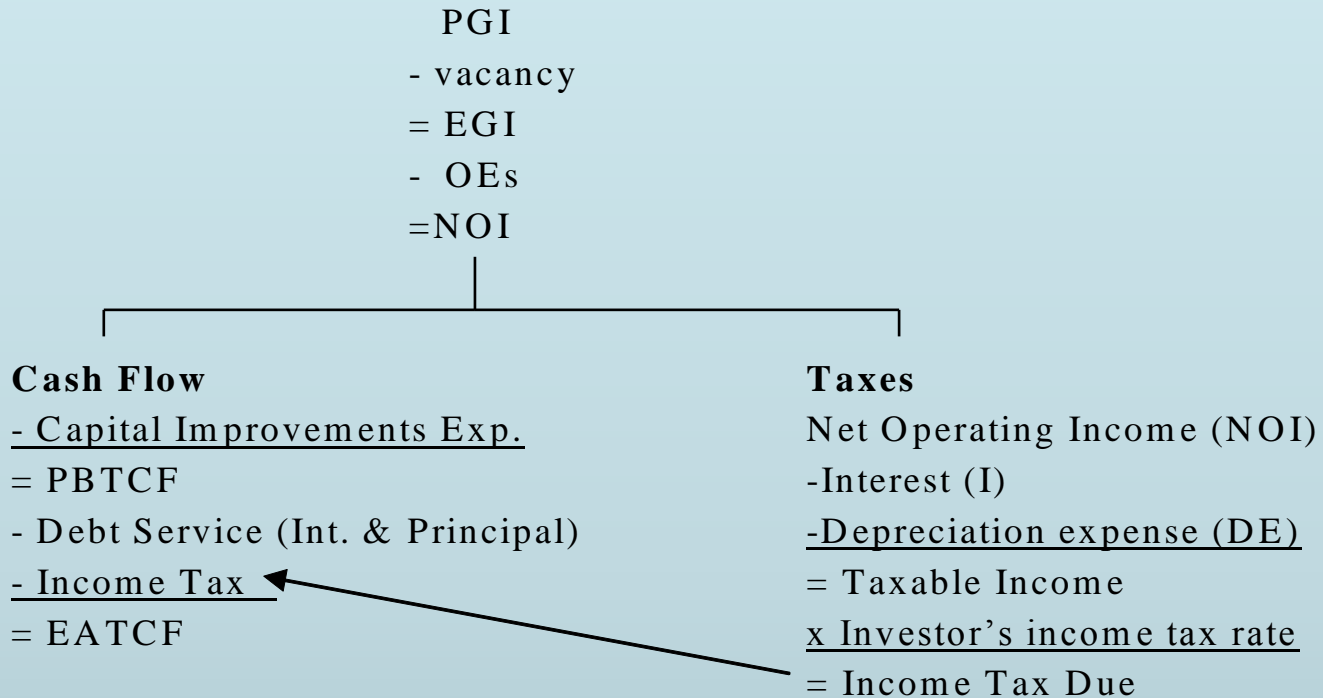 PGI
- vacancy
= EGI
- OEs
=NOI
Cash Flow
- Capital Improvements Exp.
= PBTCF
- Debt Service (Int. & Principal)
- Income Tax
= EATCF
Taxes
Net Operating Income (NOI)
-Interest (I)
-Depreciation expense (DE)
= Taxable Income
x Investor’s income tax rate
= Income Tax Due